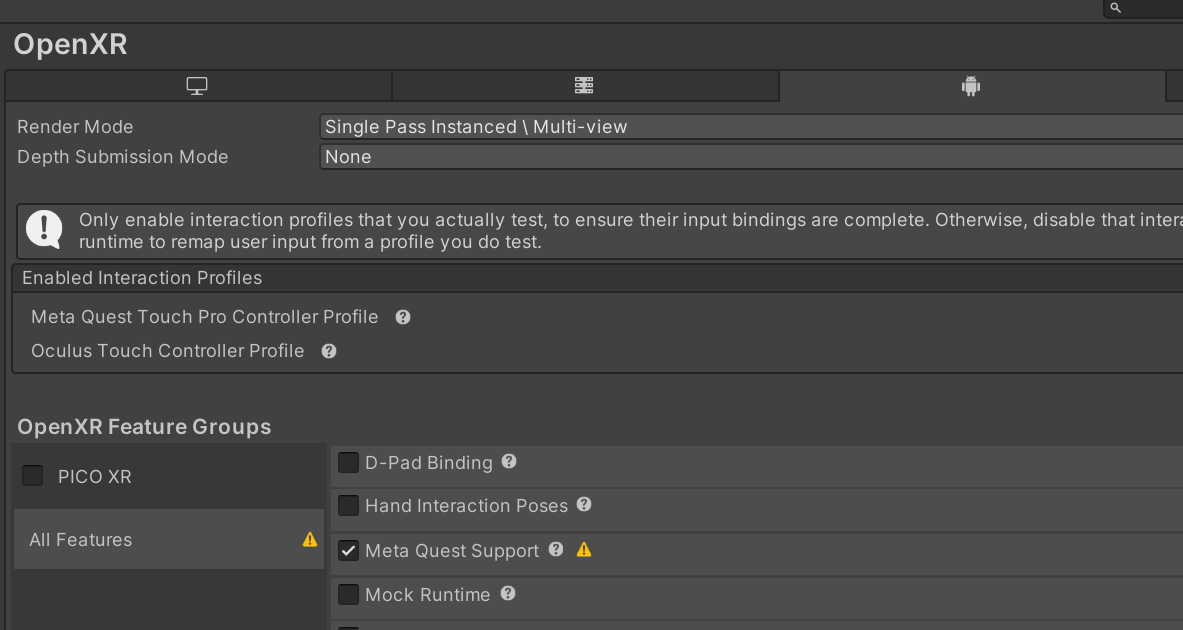 OpenXR
Render Mode Single Pass Instanced \ Multi-view
Depth Submission Mode None
Only enable interaction profiles that you actually test, to ensure their input bindings are complete. Otherwise, disable that intera
runtime to remap user input from a profile you do test.
Enabled Interaction Profiles
Meta Quest Touch Pro Controller Profile
Oculus Touch Controller Profile
OpenXR Feature Groups
PICO XR
All Features
D-Pad Binding
Hand Interaction Poses
Meta Quest Support
Mock Runtime